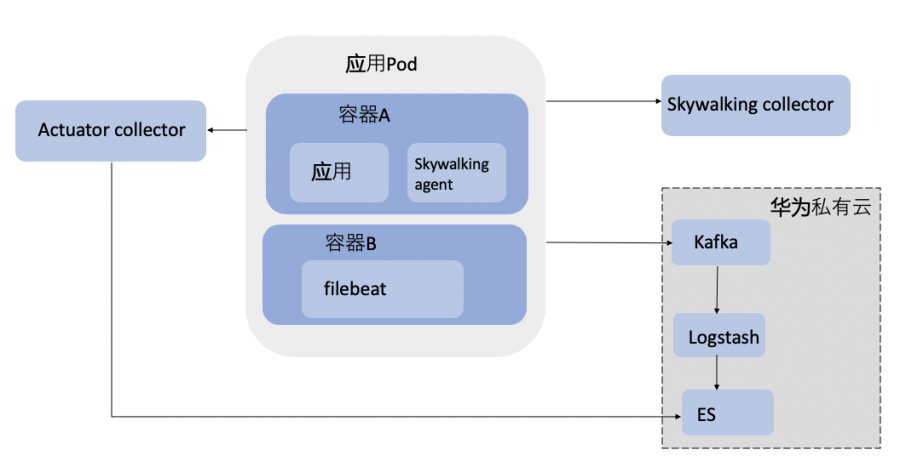 应用Pod
容器A
应用
Skywalking
agent
容器B
filebeat
Actuator collector
Skywalking collector
华为私有云
Kafka
Logstash
ES